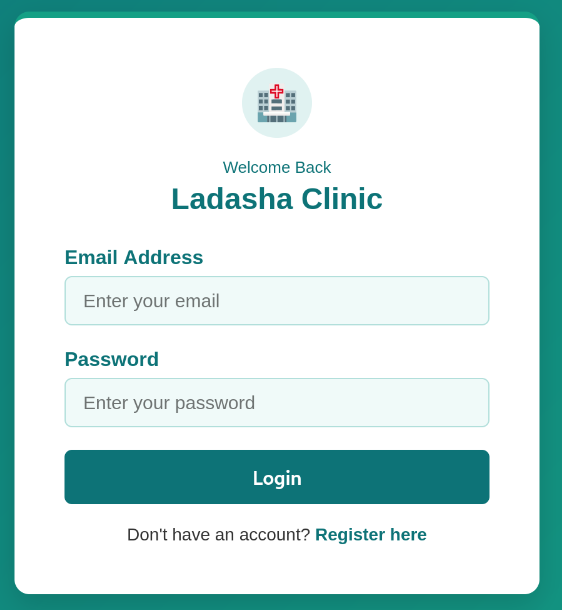 Welcome Back
Ladasha Clinic
Email Address
Enter your email
Password
Enter your password
Login
Don't have an account? Register here